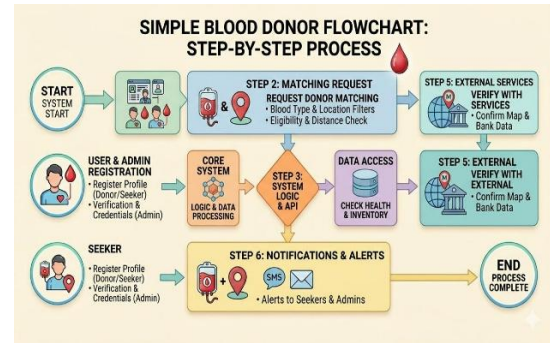 SIMPLE BLOOD DONOR FLOWCHART:
STEP-BY-STEP PROCESS
START
SYSTEM
START
STEP 2: MATCHING REQUEST
&
REQUEST DONOR MATCHING
• Blood Type & Location Filters
• Eligibility & Distance Check
STEP 5: EXTERNAL SERVICES
M
VERIFY WITH
SERVICES
• Confirm Map &
Bank Data
USER & ADMIN
REGISTRATION
• Register Profile
(Donor/Seeker)
• Verification &
Credentials (Admin)
CORE
SYSTEM
LOGIC & DATA
PROCESSING
STEP 3:
SYSTEM
LOGIC
& API
DATA ACCESS
CHECK HEALTH
& INVENTORY
STEP 5: EXTERNAL
M
VERIFY WITH
EXTERNAL
• Confirm Map &
Bank Data
SEEKER
• Register Profile
(Donor/Seeker)
• Verification &
Credentials (Admin)
STEP 6: NOTIFICATIONS & ALERTS
+
SMS
• Alerts to Seekers & Admins
END
PROCESS
COMPLETE